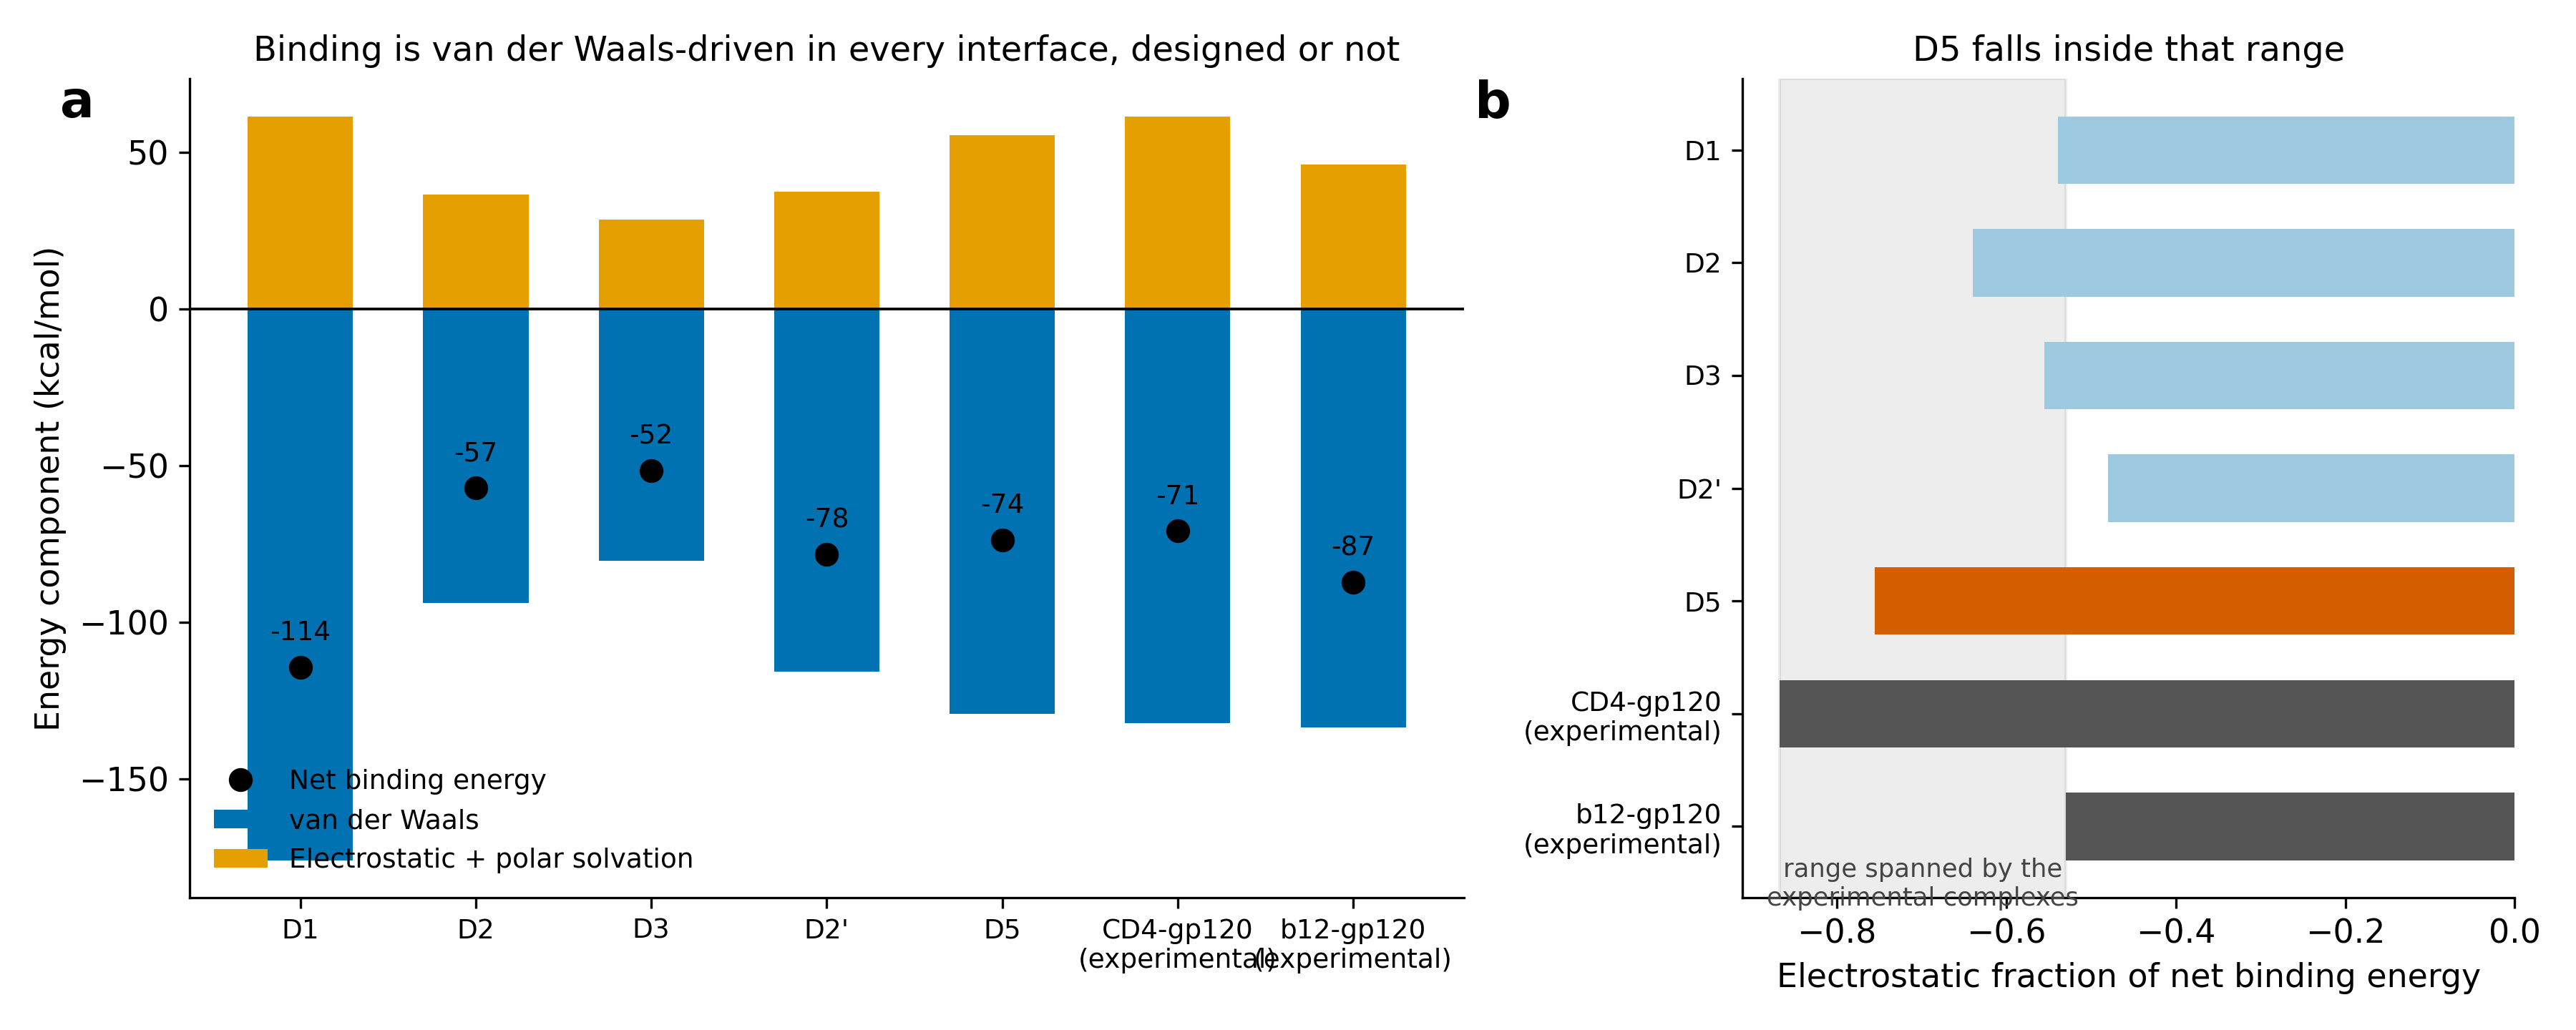 Binding is van der Waals-driven in every interface, designed or not
a
Energy component (kcal/mol)
50
0
−50
−100
−150
-114
-57
-52
-78
-74
-71
-87
Net binding energy
van der Waals
Electrostatic + polar solvation
D1
D2
D3
D2'
D5
CD4-gp120
(experimental)
b12-gp120
(experimental)
D5 falls inside that range
b
D1
D2
D3
D2'
D5
CD4-gp120
(experimental)
b12-gp120
(experimental)
range spanned by the
experimental complexes
−0.8
−0.6
−0.4
−0.2
0.0
Electrostatic fraction of net binding energy